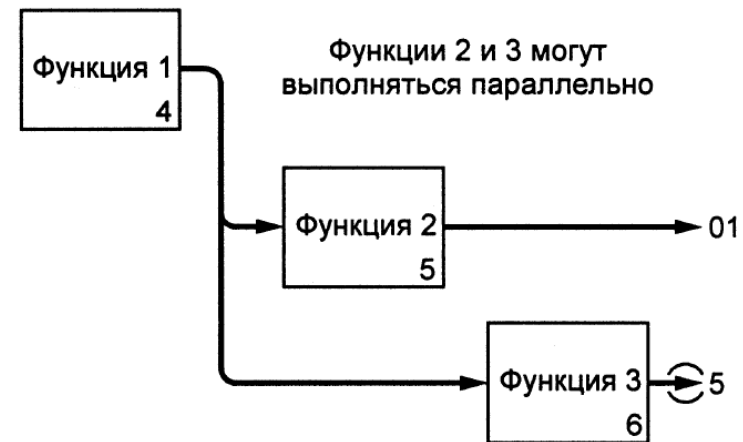 Функция 1
4
Функции 2 и 3 могут
выполняться параллельно
Функция 2
5
01
Функция 3
6
5